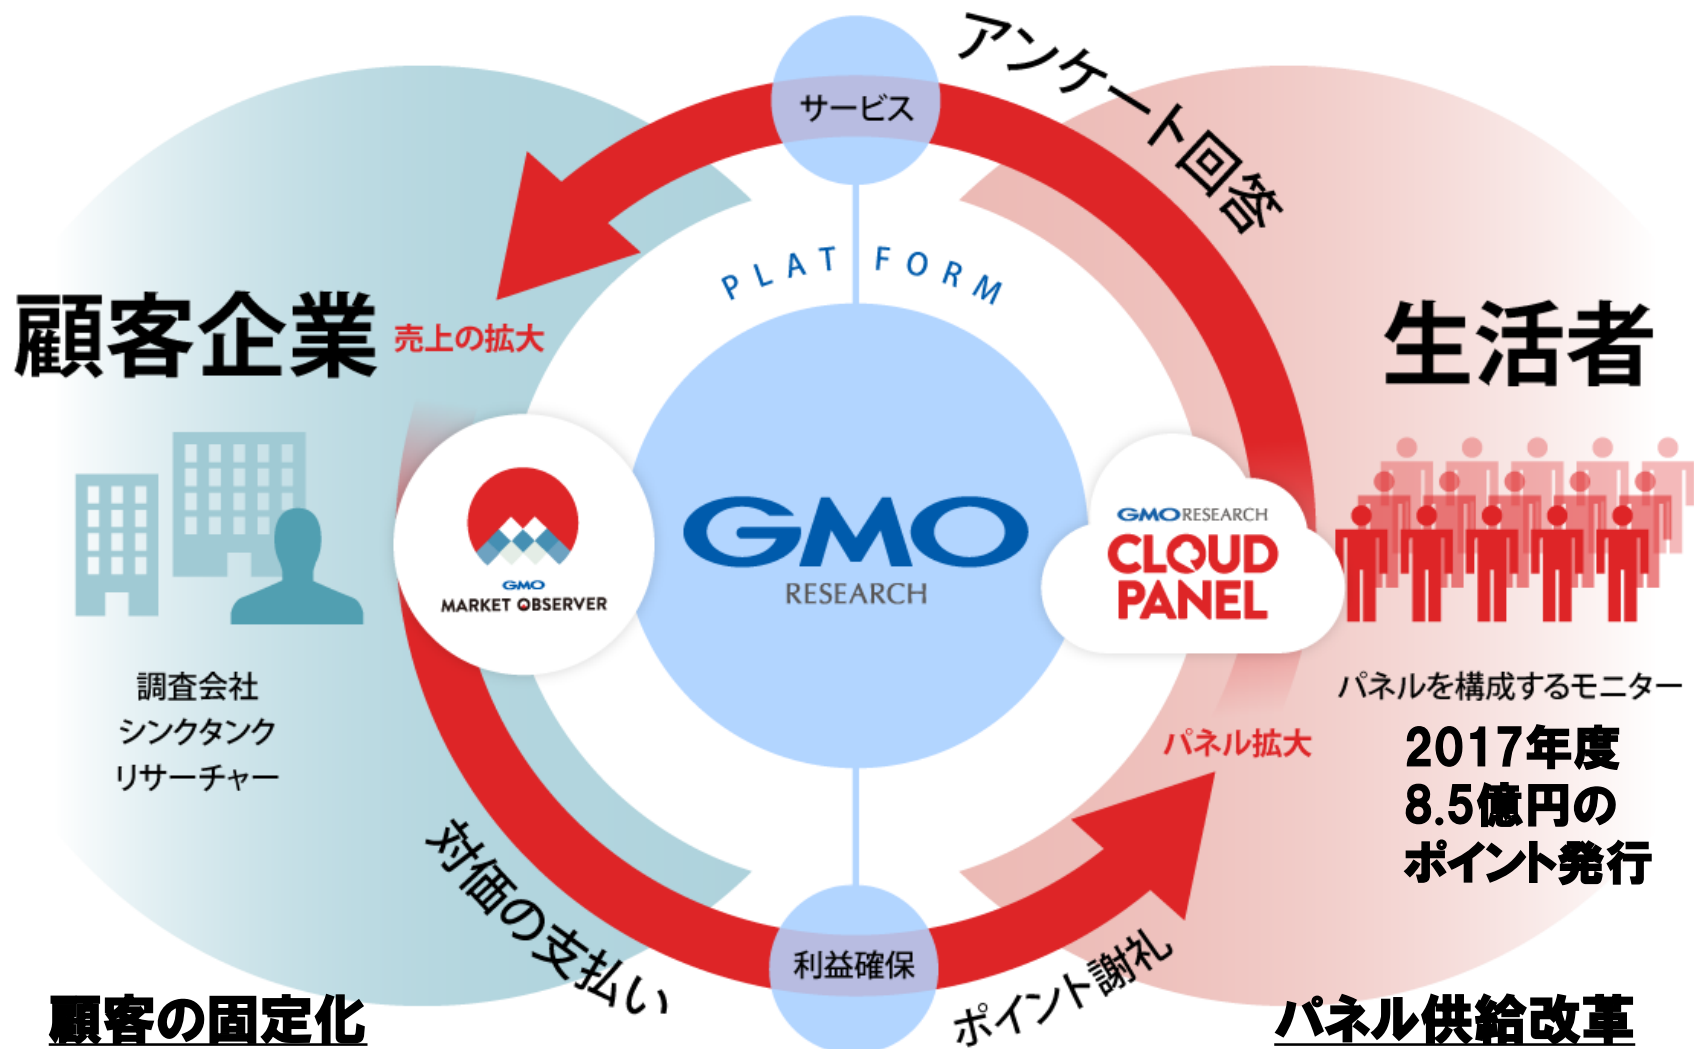 アンケート回答
サービス
PLATFORM
顧客企業
売上の拡大
生活者
GMO
MARKET OBSERVER
GMO
RESEARCH
GMO RESEARCH
CLOUD
PANEL
調査会社
シンクタンク
リサーチャー
パネルを構成するモニター
2017年度
8.5億円の
ポイント発行
パネル拡大
対価の支払い
利益確保
ポイント謝礼
顧客の固定化
パネル供給改革